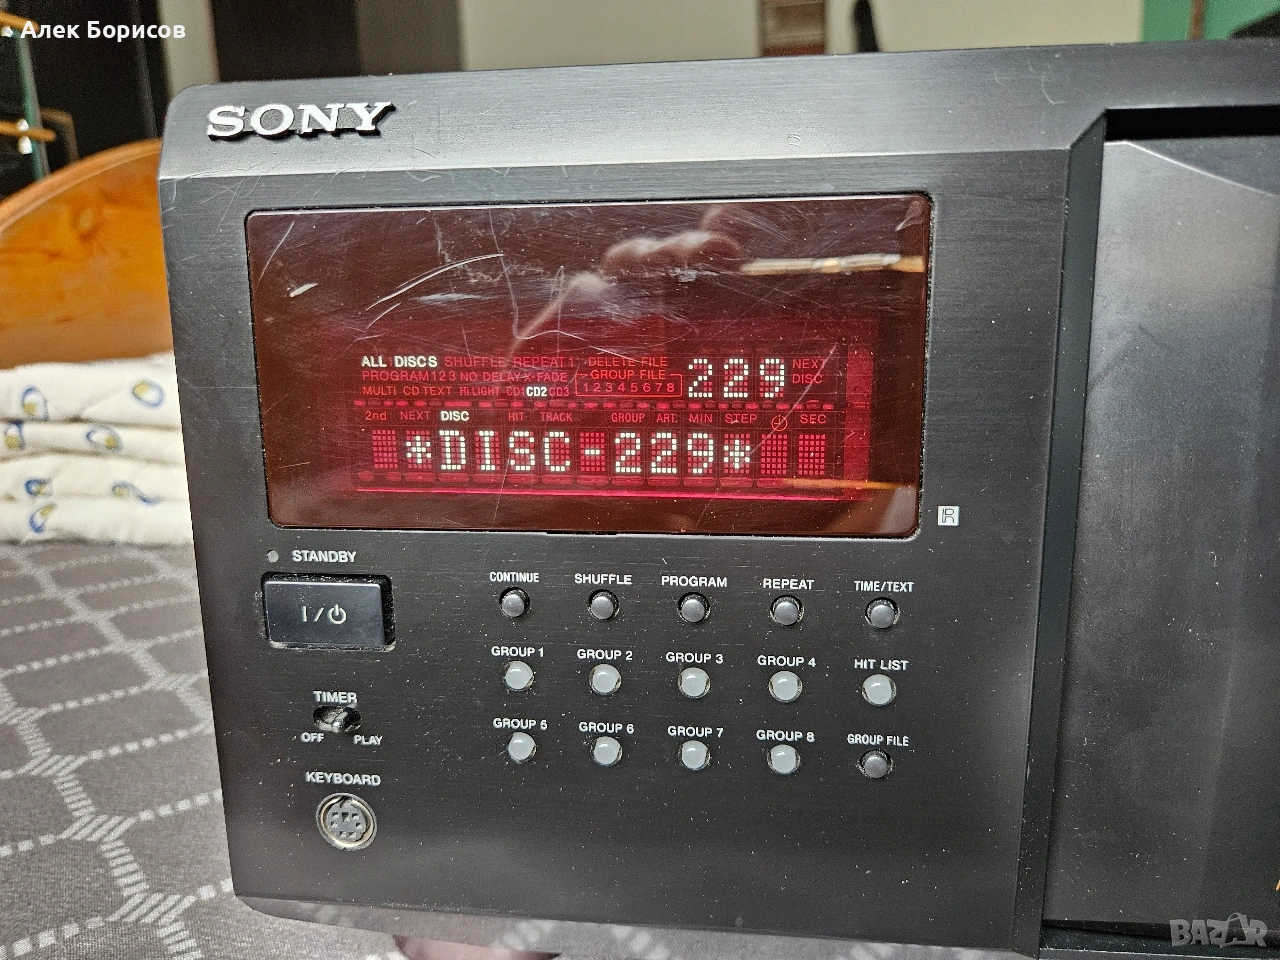 Алек Борисов
SONY
ALL DISCS SHUFFLE REPEAT 1 DELETE FILE 229 NEXT
PROGRAM 1 2 3 NO DELAY X-FADE GROUP FILE DISC
MULTI CD TEXT Hi LIGHT CD1 CD2 CD3 1 2 3 4 5 6 7 8
2nd NEXT DISC HIT TRACK GROUP ART. MIN STEP SEC
*DISC-229*
R
STANDBY
I/⏻
CONTINUE SHUFFLE PROGRAM REPEAT TIME/TEXT
GROUP 1 GROUP 2 GROUP 3 GROUP 4 HIT LIST
TIMER
OFF PLAY
GROUP 5 GROUP 6 GROUP 7 GROUP 8 GROUP FILE
KEYBOARD
BAZAR